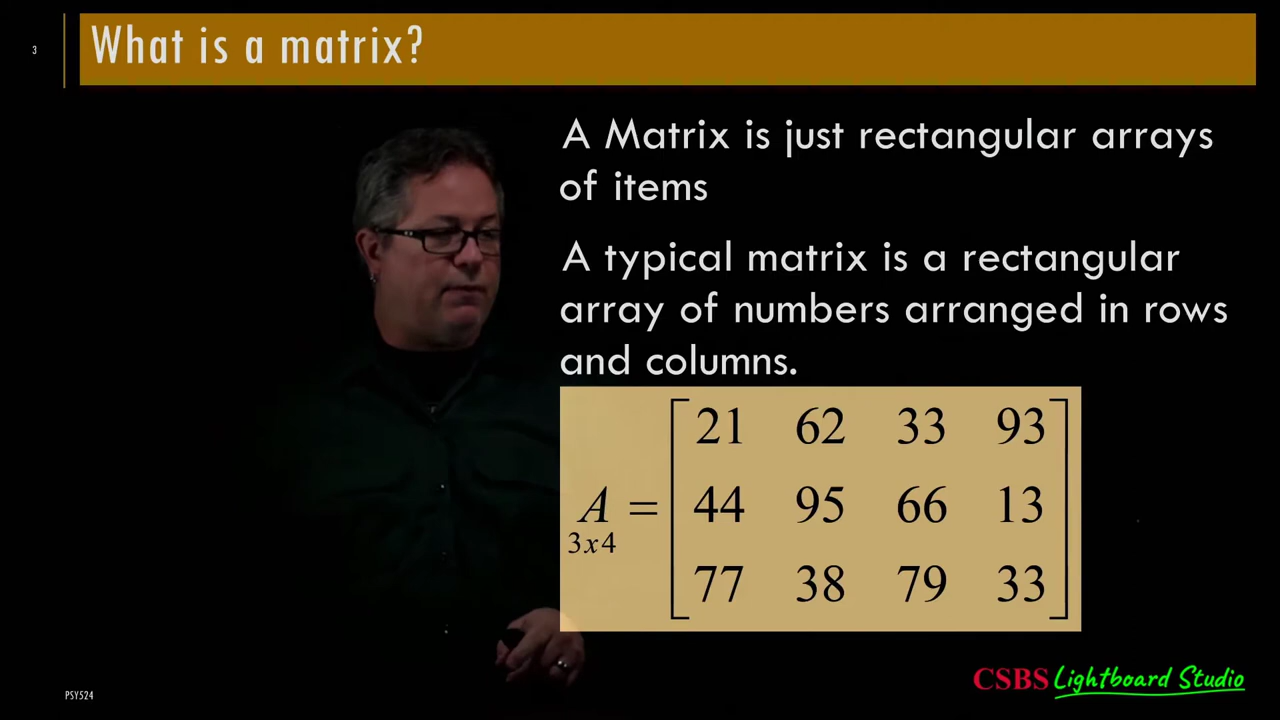 3
What is a matrix?
A Matrix is just rectangular arrays
of items
A typical matrix is a rectangular
array of numbers arranged in rows
and columns.
21 62 33 93
A = 44 95 66 13
3x4
77 38 79 33
CSBS Lightboard Studio
PSY524